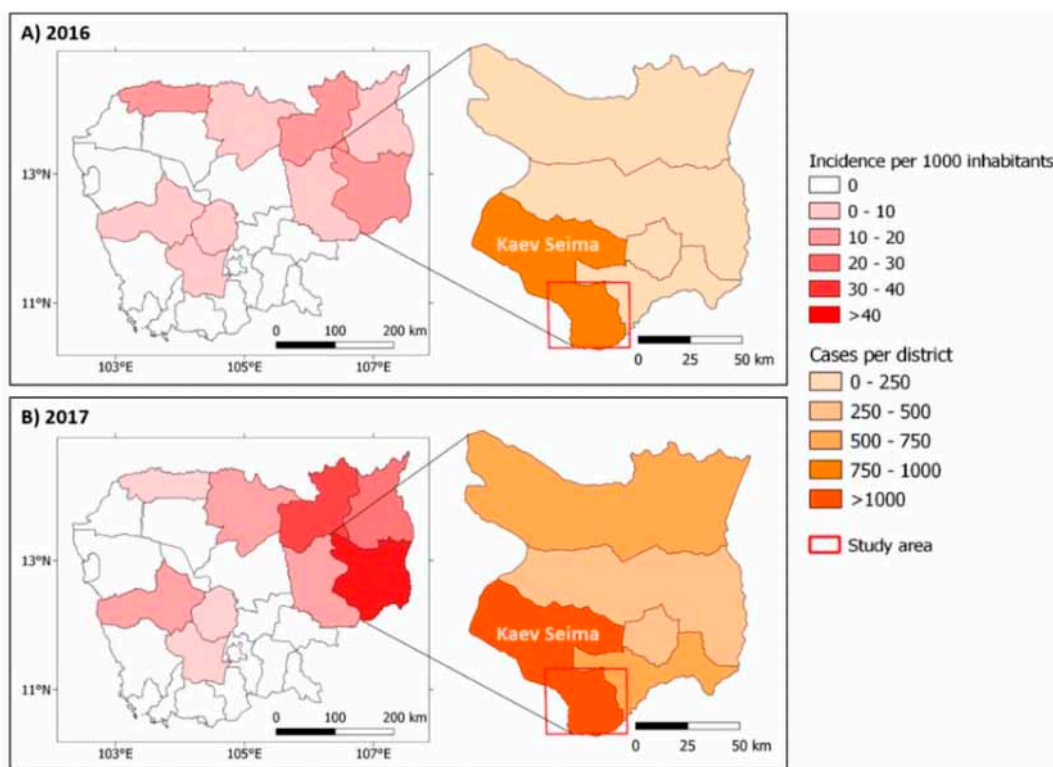 A) 2016
13°N
11°N
0 100 200 km
103°E 105°E 107°E
Kaev Seima
0 25 50 km
B) 2017
13°N
11°N
0 100 200 km
103°E 105°E 107°E
Kaev Seima
0 25 50 km
Incidence per 1000 inhabitants
0
0 - 10
10 - 20
20 - 30
30 - 40
>40
Cases per district
0 - 250
250 - 500
500 - 750
750 - 1000
>1000
Study area